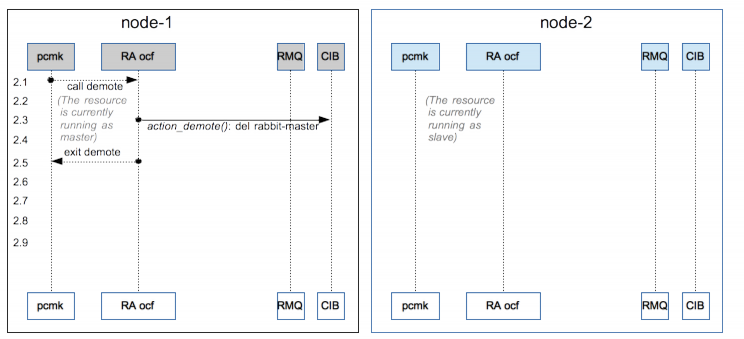 node-1
node-2
pcmk
RA ocf
RMQ
CIB
pcmk
RA ocf
RMQ
CIB
2.1
call demote
2.2
(The resource
is currently
running as
master)
(The resource
is currently
running as
slave)
2.3
action_demote(): del rabbit-master
2.4
exit demote
2.5
2.6
2.7
2.8
2.9
pcmk
RA ocf
RMQ
CIB
pcmk
RA ocf
RMQ
CIB